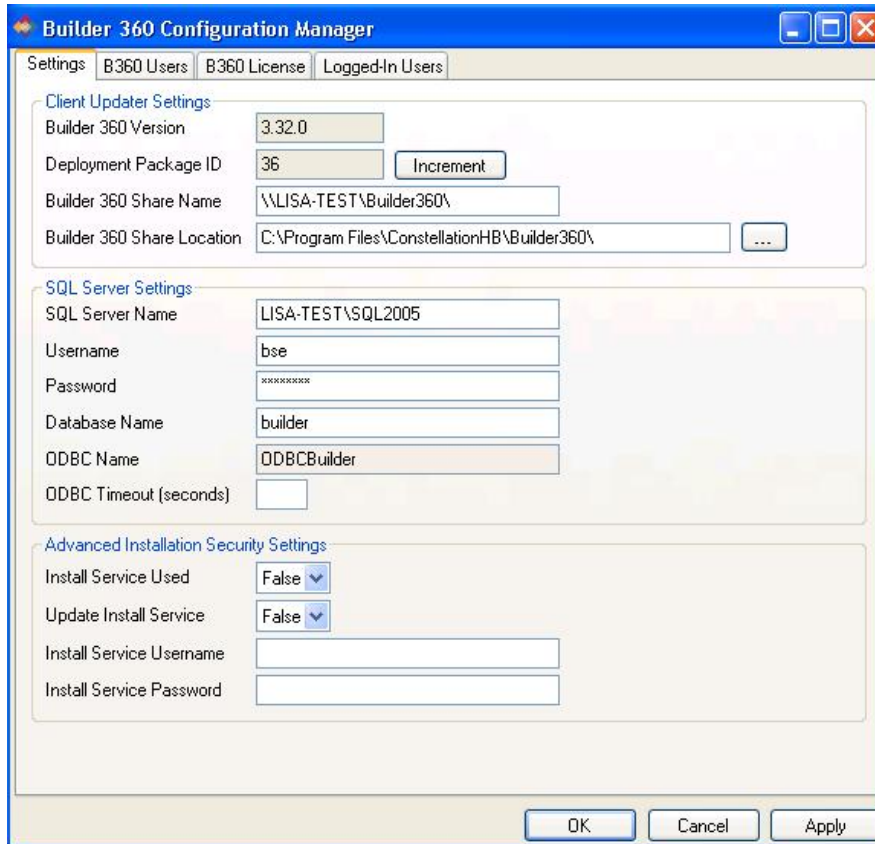 Builder 360 Configuration Manager
Settings B360 Users B360 License Logged-In Users
Client Updater Settings
Builder 360 Version 3.32.0
Deployment Package ID 36 Increment
Builder 360 Share Name \\LISA-TEST\Builder360\
Builder 360 Share Location C:\Program Files\ConstellationHB\Builder360\ ...
SQL Server Settings
SQL Server Name LISA-TEST\SQL2005
Username bse
Password ********
Database Name builder
ODBC Name ODBCBuilder
ODBC Timeout (seconds)
Advanced Installation Security Settings
Install Service Used False
Update Install Service False
Install Service Username
Install Service Password
OK Cancel Apply